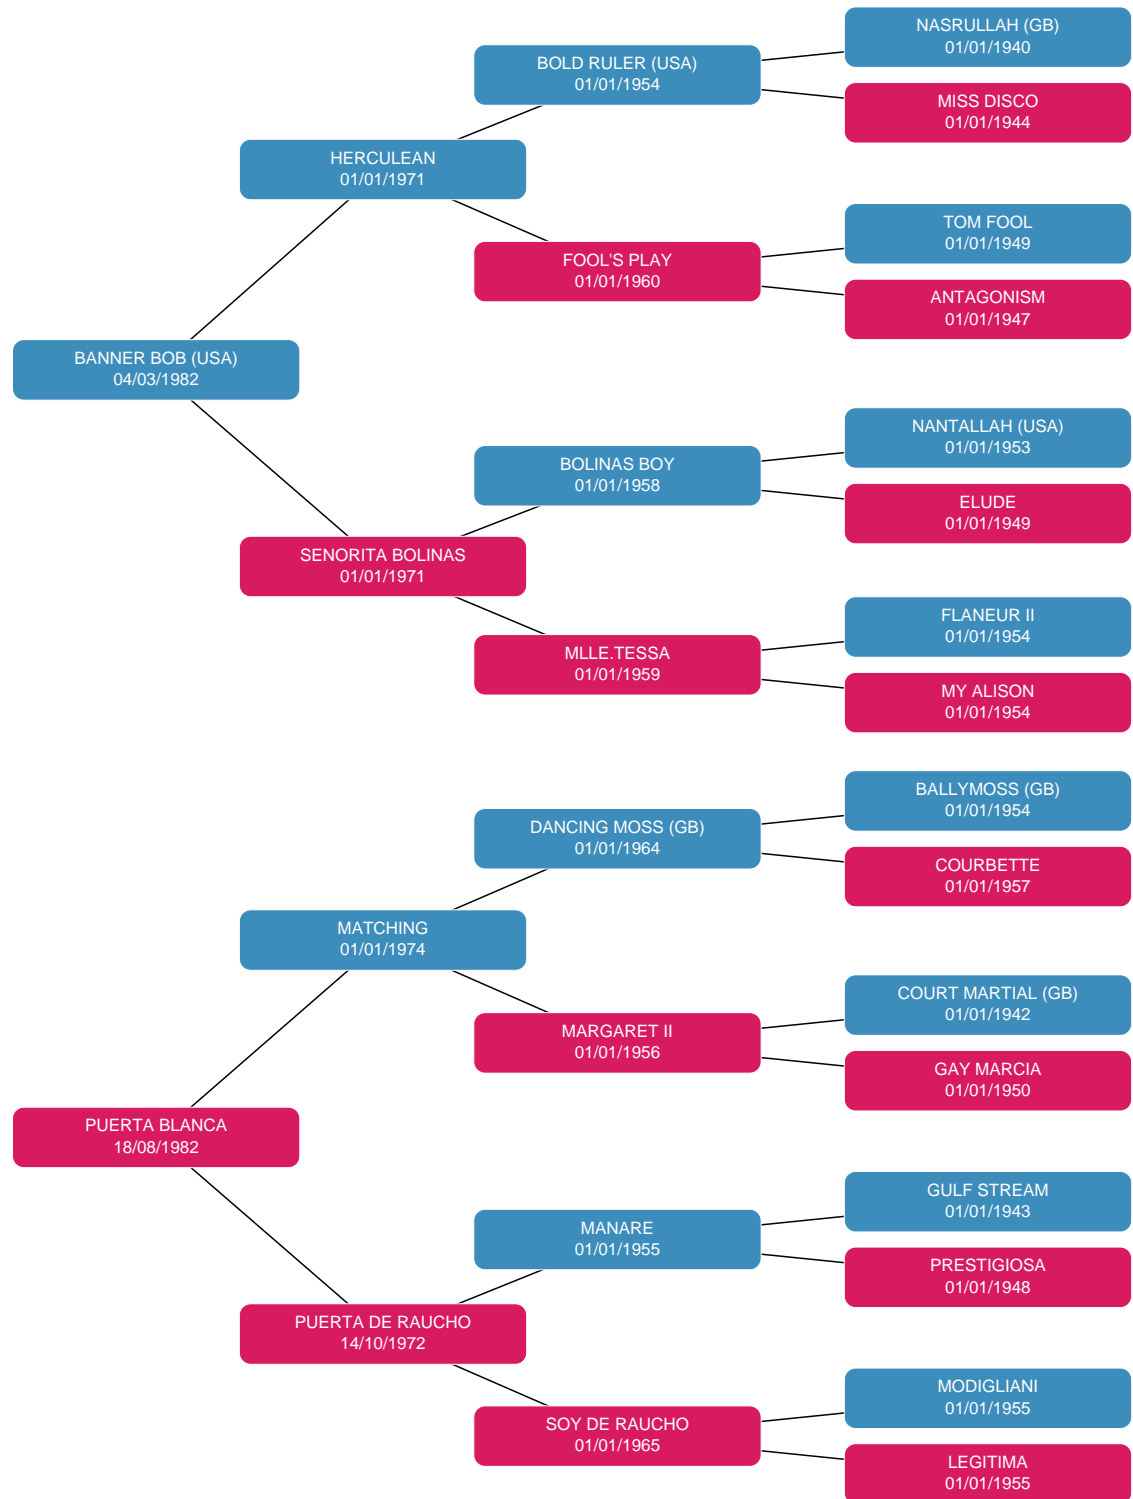 NASRULLAH (GB)
01/01/1940
BOLD RULER (USA)
01/01/1954
MISS DISCO
01/01/1944
HERCULEAN
01/01/1971
TOM FOOL
01/01/1949
FOOL'S PLAY
01/01/1960
ANTAGONISM
01/01/1947
BANNER BOB (USA)
04/03/1982
NANTALLAH (USA)
01/01/1953
BOLINAS BOY
01/01/1958
ELUDE
01/01/1949
SENORITA BOLINAS
01/01/1971
FLANEUR II
01/01/1954
MLLE.TESSA
01/01/1959
MY ALISON
01/01/1954
BALLYMOSS (GB)
01/01/1954
DANCING MOSS (GB)
01/01/1964
COURBETTE
01/01/1957
MATCHING
01/01/1974
COURT MARTIAL (GB)
01/01/1942
MARGARET II
01/01/1956
GAY MARCIA
01/01/1950
PUERTA BLANCA
18/08/1982
GULF STREAM
01/01/1943
MANARE
01/01/1955
PRESTIGIOSA
01/01/1948
PUERTA DE RAUCHO
14/10/1972
MODIGLIANI
01/01/1955
SOY DE RAUCHO
01/01/1965
LEGITIMA
01/01/1955